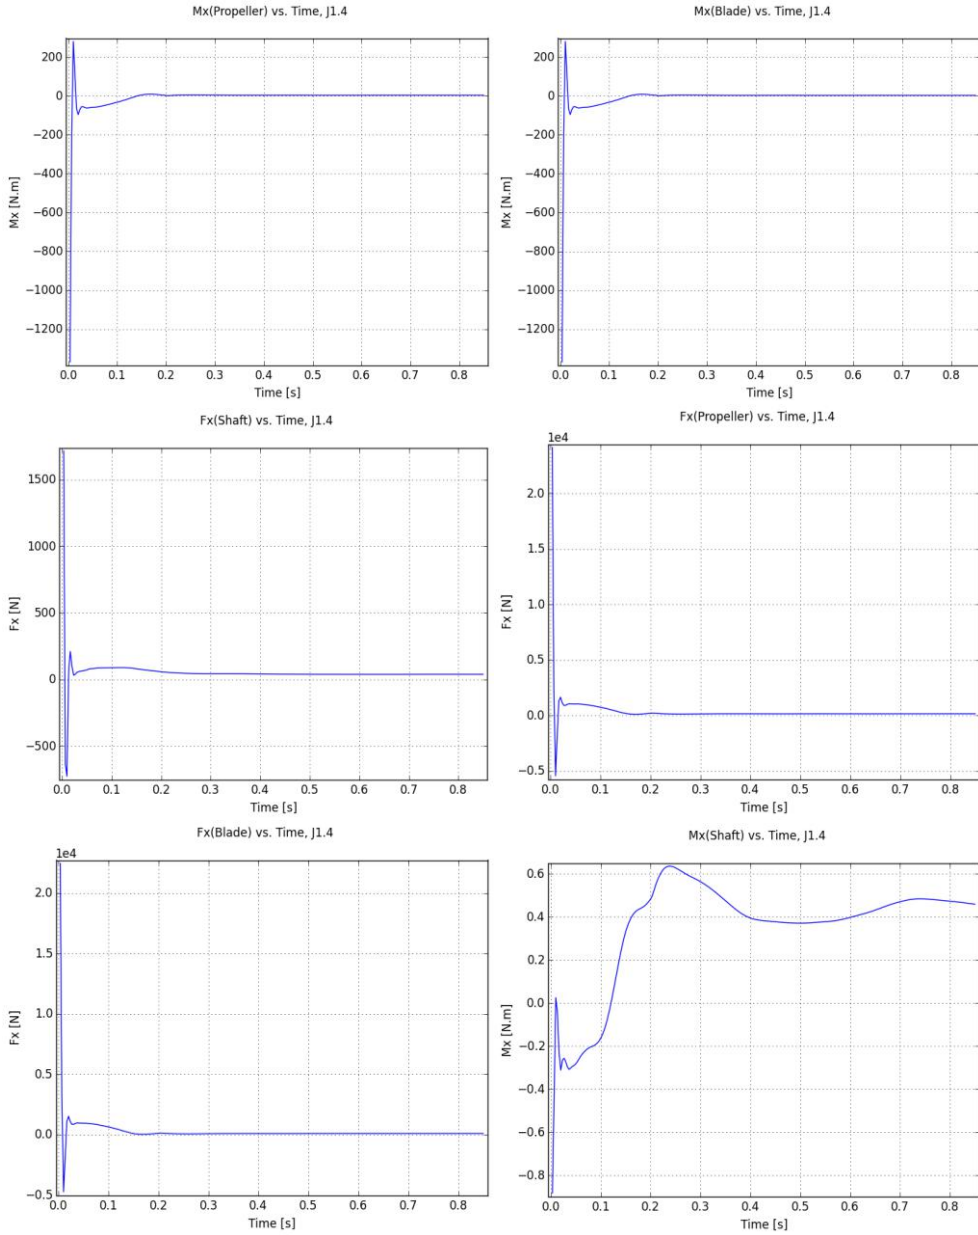 Mx(Propeller) vs. Time, J1.4
200
0
−200
−400
−600
−800
−1000
−1200
Mx [N.m]
0.0 0.1 0.2 0.3 0.4 0.5 0.6 0.7 0.8
Time [s]
Mx(Blade) vs. Time, J1.4
200
0
−200
−400
−600
−800
−1000
−1200
Mx [N.m]
0.0 0.1 0.2 0.3 0.4 0.5 0.6 0.7 0.8
Time [s]
Fx(Shaft) vs. Time, J1.4
1500
1000
500
0
−500
Fx [N]
0.0 0.1 0.2 0.3 0.4 0.5 0.6 0.7 0.8
Time [s]
Fx(Propeller) vs. Time, J1.4
1e4
2.0
1.5
1.0
0.5
0.0
−0.5
Fx [N]
0.0 0.1 0.2 0.3 0.4 0.5 0.6 0.7 0.8
Time [s]
Fx(Blade) vs. Time, J1.4
1e4
2.0
1.5
1.0
0.5
0.0
−0.5
Fx [N]
0.0 0.1 0.2 0.3 0.4 0.5 0.6 0.7 0.8
Time [s]
Mx(Shaft) vs. Time, J1.4
0.6
0.4
0.2
0.0
−0.2
−0.4
−0.6
−0.8
Mx [N.m]
0.0 0.1 0.2 0.3 0.4 0.5 0.6 0.7 0.8
Time [s]